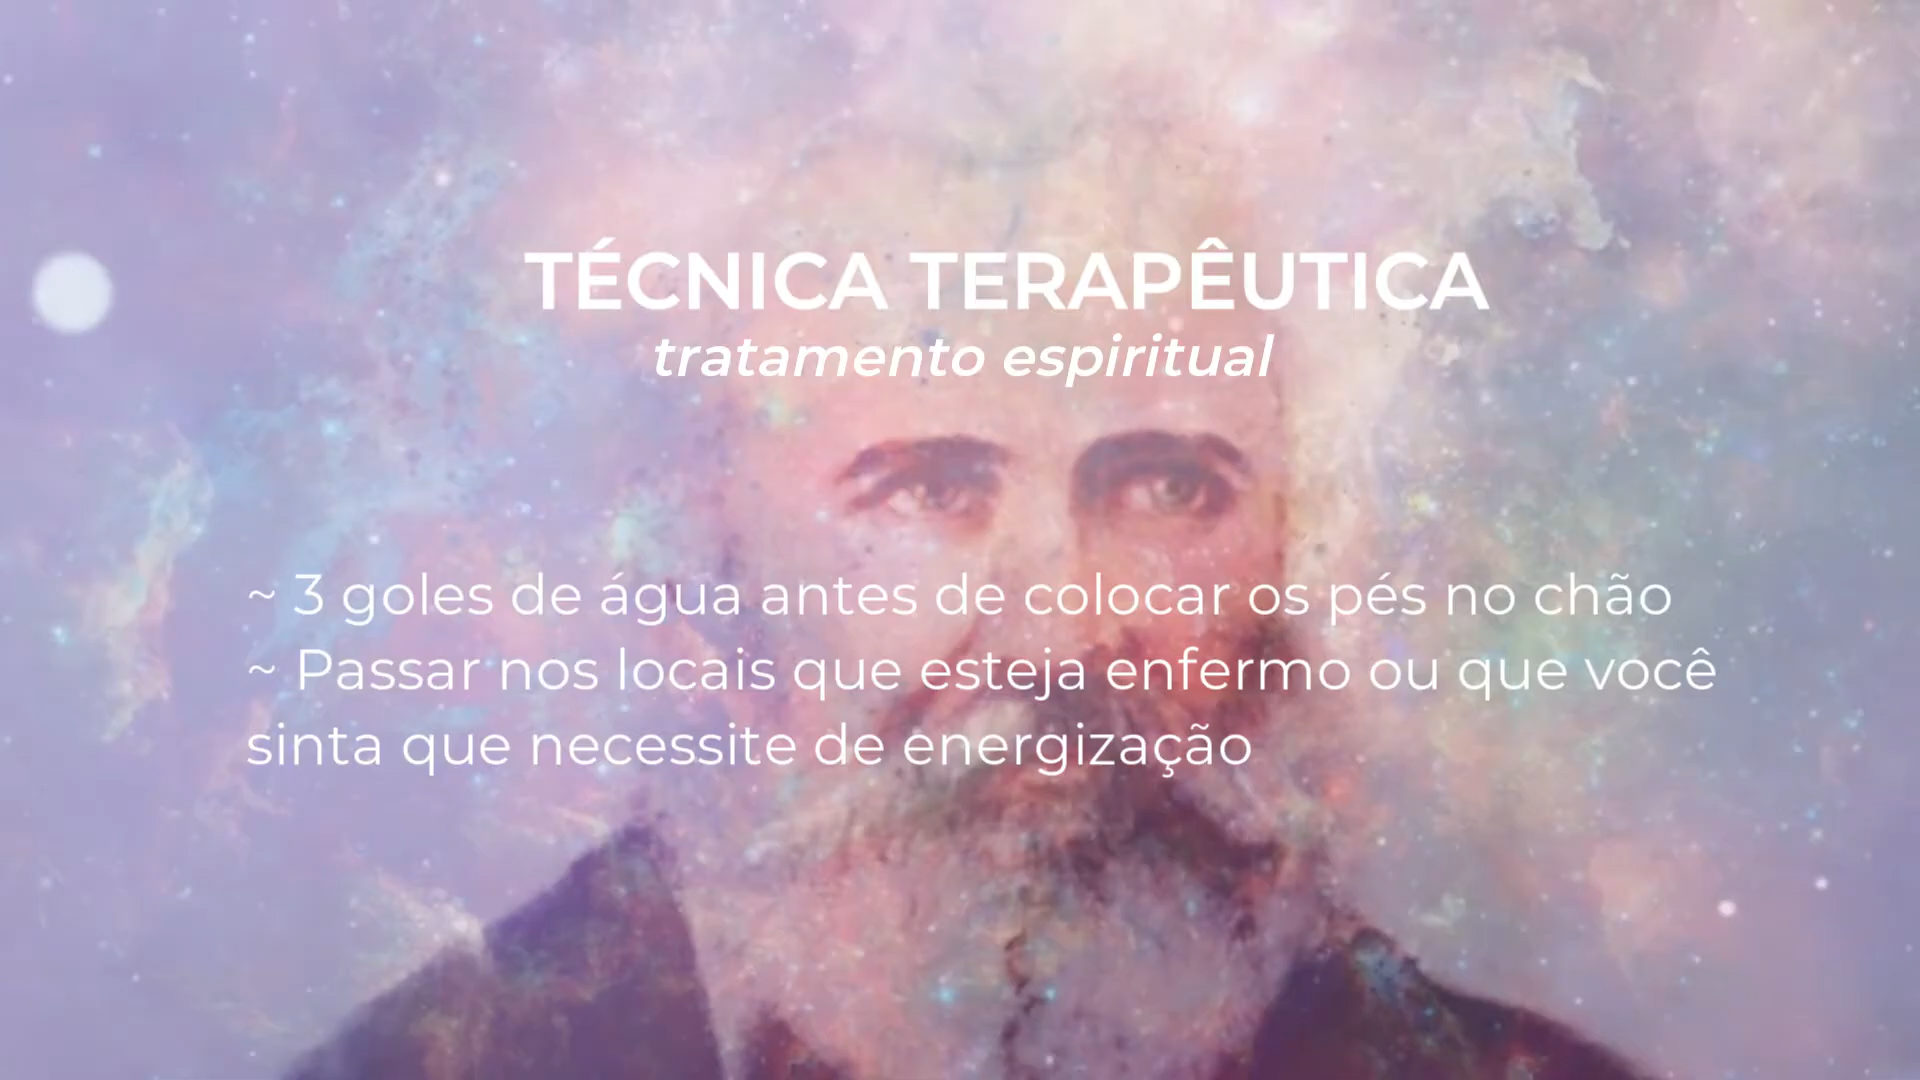 TÉCNICA TERAPÊUTICA
tratamento espiritual
~ 3 goles de água antes de colocar os pés no chão
~ Passar nos locais que esteja enfermo ou que você
sinta que necessite de energização